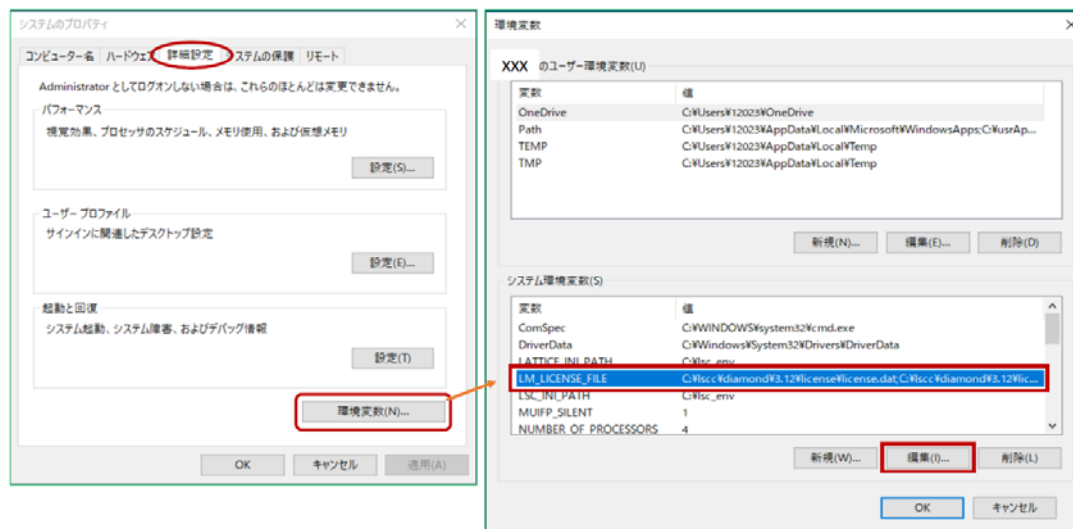 システムのプロパティ
コンピューター名 ハードウェア 詳細設定 システムの保護 リモート
Administrator としてログオンしない場合は、これらのほとんどは変更できません。
パフォーマンス
視覚効果、プロセッサのスケジュール、メモリ使用、および仮想メモリ
設定(S)...
ユーザー プロファイル
サインインに関連したデスクトップ設定
設定(E)...
起動と回復
システム起動、システム障害、およびデバッグ情報
設定(T)
環境変数(N)...
OK キャンセル 適用(A)
環境変数
XXX のユーザー環境変数(U)
変数 値
OneDrive C:¥Users¥12023¥OneDrive
Path C:¥Users¥12023¥AppData¥Local¥Microsoft¥WindowsApps;C:¥usrAp...
TEMP C:¥Users¥12023¥AppData¥Local¥Temp
TMP C:¥Users¥12023¥AppData¥Local¥Temp
新規(N)... 編集(E)... 削除(D)
システム環境変数(S)
変数 値
ComSpec C:¥WINDOWS¥system32¥cmd.exe
DriverData C:¥Windows¥System32¥Drivers¥DriverData
LATTICE_INI_PATH C:¥lsc_env
LM_LICENSE_FILE C:¥lscc¥diamond¥3.12¥license¥license.dat;C:¥lscc¥diamond¥3.12¥lic...
LSC_INI_PATH C:¥lsc_env
MUIFP_SILENT 1
NUMBER_OF_PROCESSORS 4
新規(W)... 編集(I)... 削除(L)
OK キャンセル